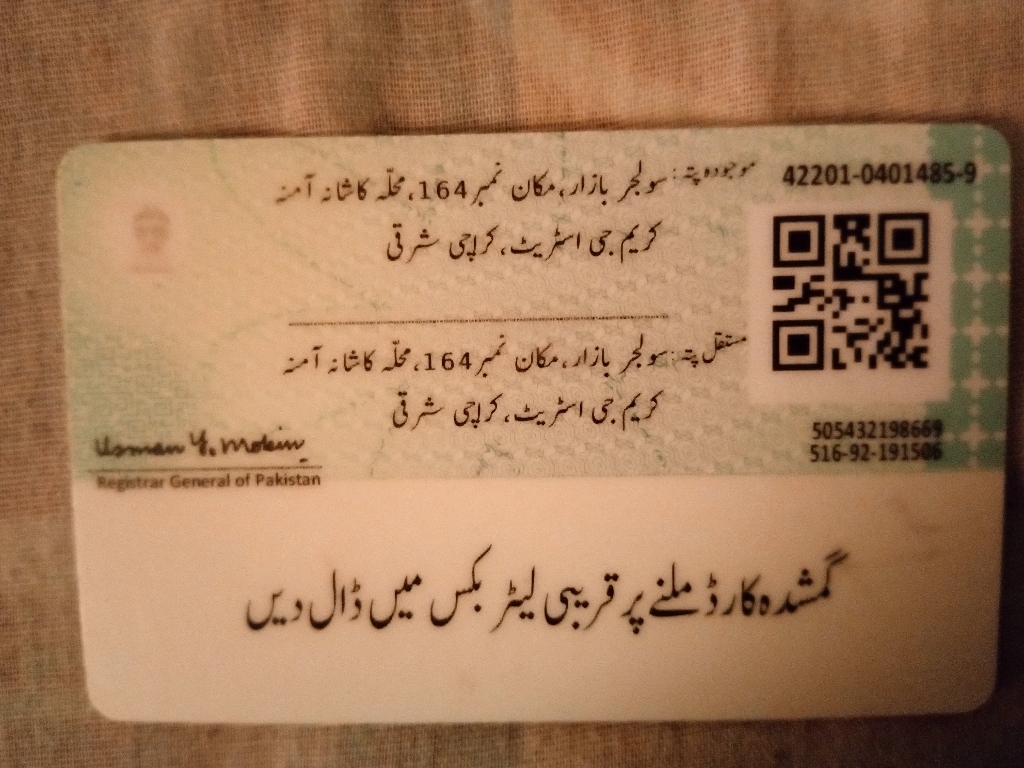 موجودہ پتہ: سولجر بازار، مکان نمبر 164، محلّہ کاشانہ آمنہ
کریم جی اسٹریٹ، کراچی شرقی
42201-0401485-9
مستقل پتہ: سولجر بازار، مکان نمبر 164، محلّہ کاشانہ آمنہ
کریم جی اسٹریٹ، کراچی شرقی
505432198669
516-92-191506
Usman Y. Mobin
Registrar General of Pakistan
گمشدہ کارڈ ملنے پر قریبی لیٹر بکس میں ڈال دیں